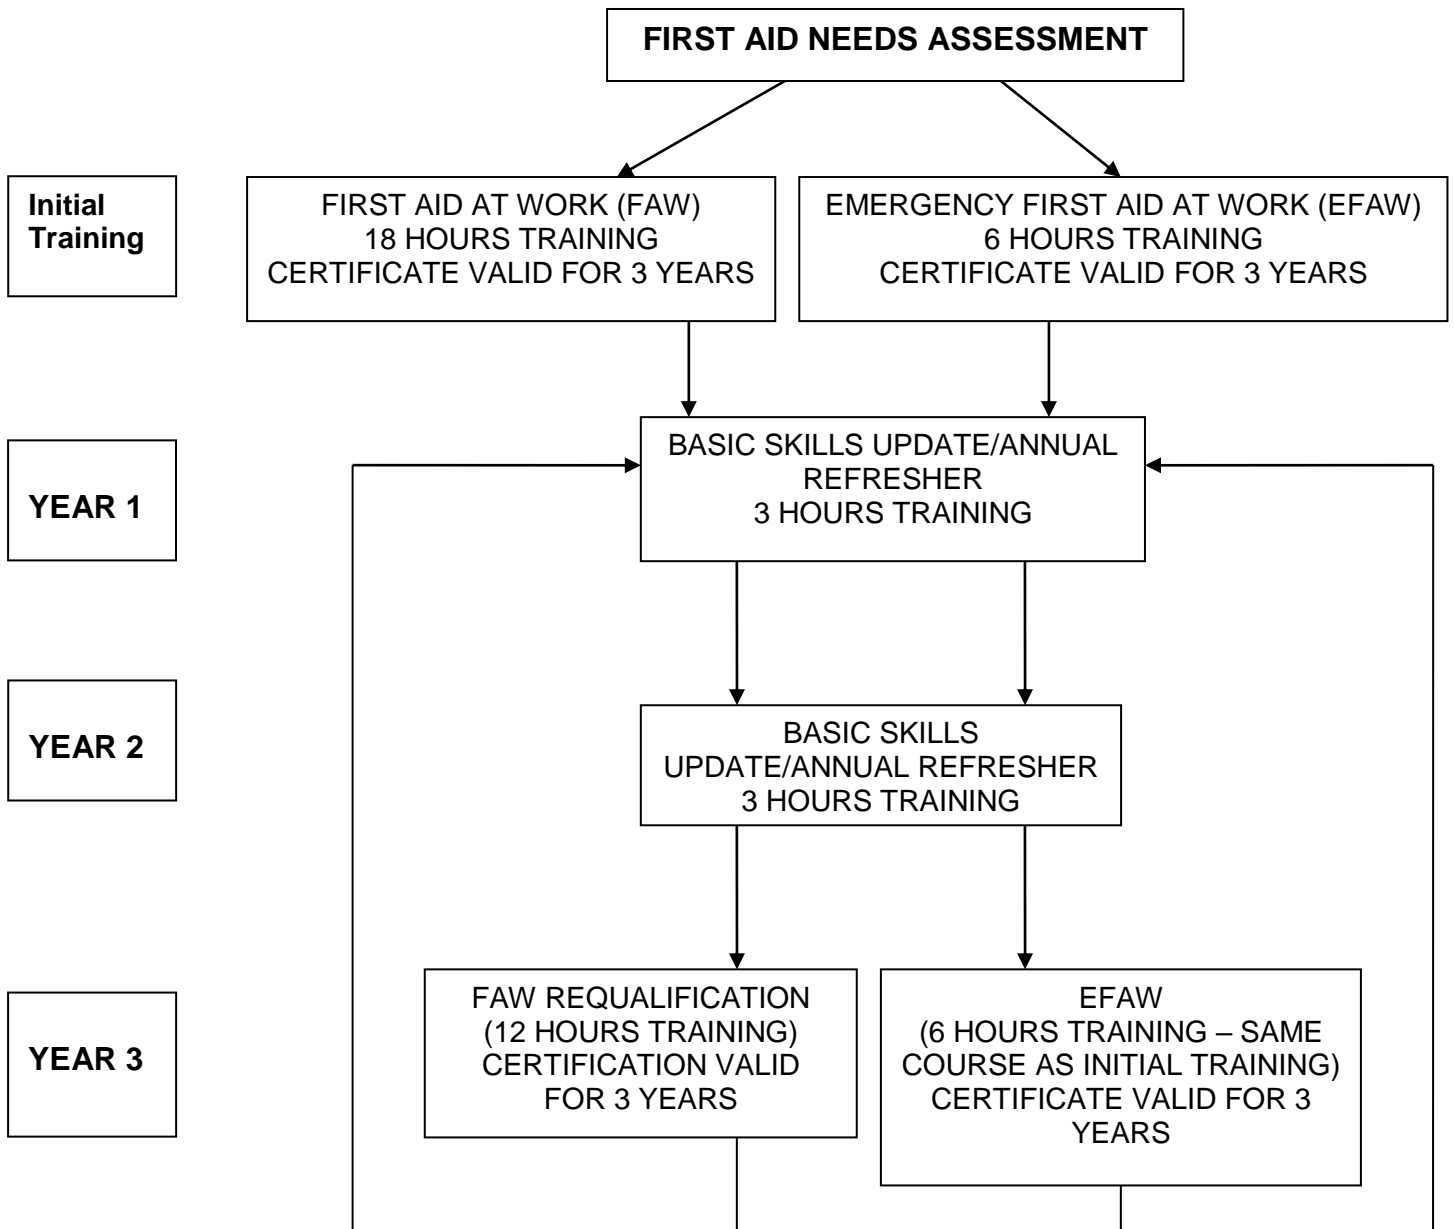 FIRST AID NEEDS ASSESSMENT
Initial
Training
FIRST AID AT WORK (FAW)
18 HOURS TRAINING
CERTIFICATE VALID FOR 3 YEARS
EMERGENCY FIRST AID AT WORK (EFAW)
6 HOURS TRAINING
CERTIFICATE VALID FOR 3 YEARS
YEAR 1
BASIC SKILLS UPDATE/ANNUAL
REFRESHER
3 HOURS TRAINING
YEAR 2
BASIC SKILLS
UPDATE/ANNUAL REFRESHER
3 HOURS TRAINING
YEAR 3
FAW REQUALIFICATION
(12 HOURS TRAINING)
CERTIFICATION VALID
FOR 3 YEARS
EFAW
(6 HOURS TRAINING – SAME
COURSE AS INITIAL TRAINING)
CERTIFICATE VALID FOR 3
YEARS